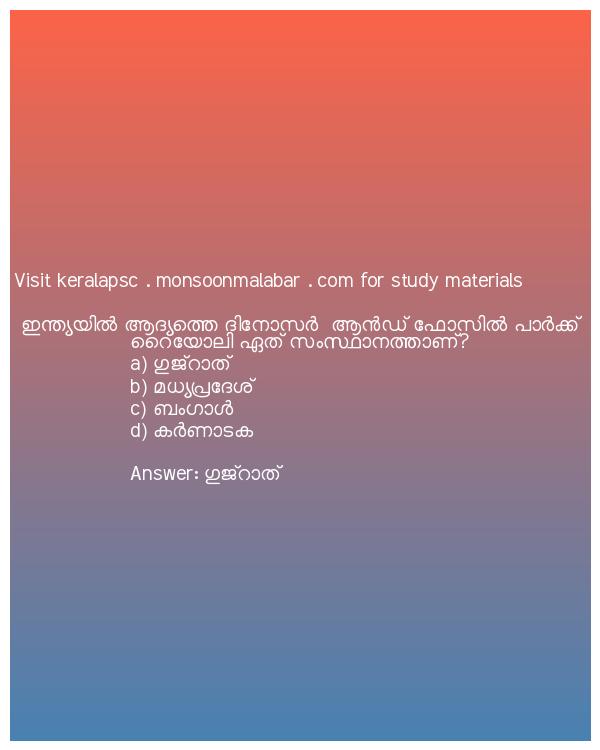 Visit keralapsc . monsoonmalabar . com for study materials
ഇന്ത്യയിൽ ആദ്യത്തെ ദിനോസർ ആൻഡ് ഫോസിൽ പാർക്ക്
റൈയോലി ഏത് സംസ്ഥാനത്താണ്?
a) ഗുജ്റാത്
b) മധ്യപ്രദേശ്
c) ബംഗാൾ
d) കർണാടക
Answer: ഗുജ്റാത്